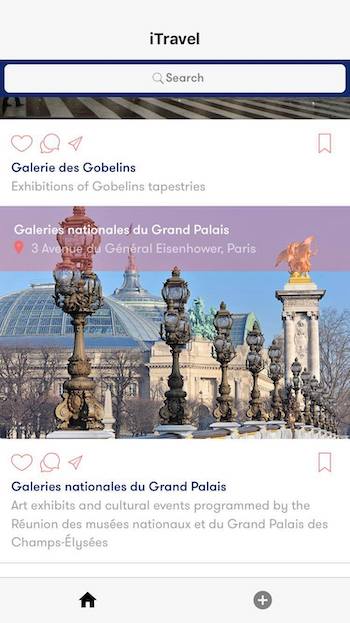 iTravel
Search
Galerie des Gobelins
Exhibitions of Gobelins tapestries
Galeries nationales du Grand Palais
3 Avenue du Général Eisenhower, Paris
Galeries nationales du Grand Palais
Art exhibits and cultural events programmed by the
Réunion des musées nationaux et du Grand Palais des
Champs-Élysées